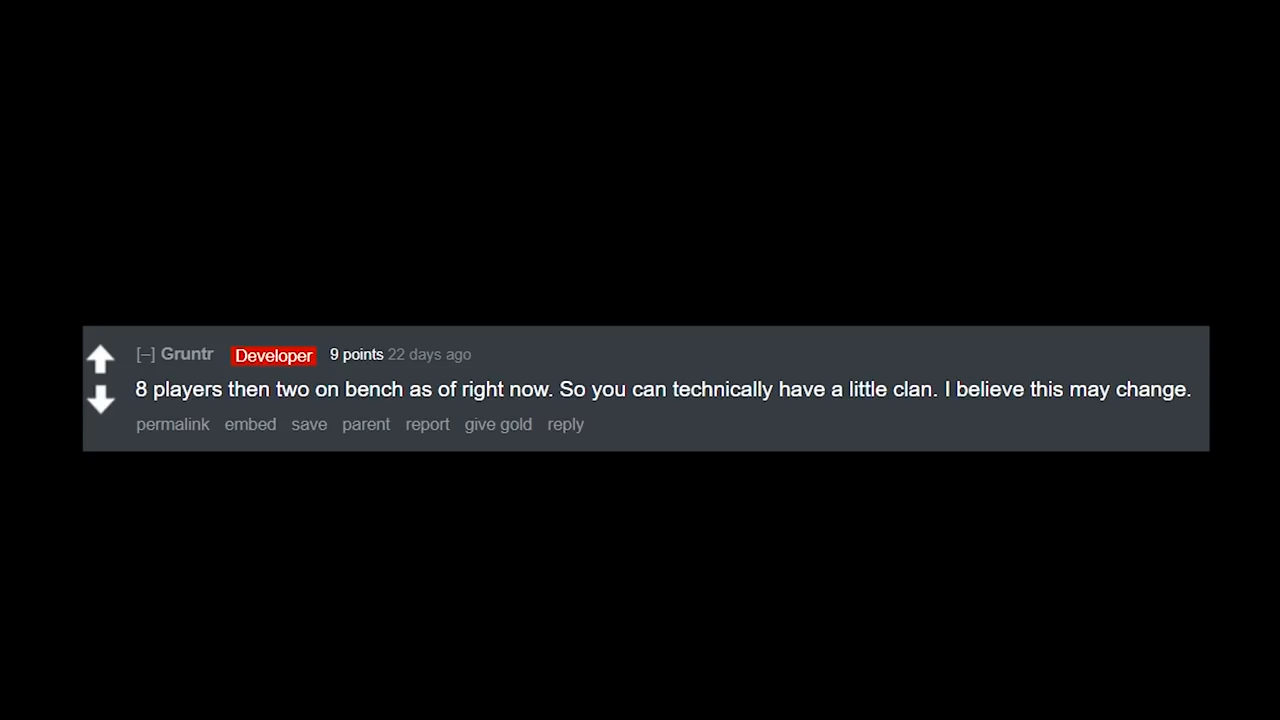 [–] Gruntr Developer 9 points 22 days ago
8 players then two on bench as of right now. So you can technically have a little clan. I believe this may change.
permalink embed save parent report give gold reply